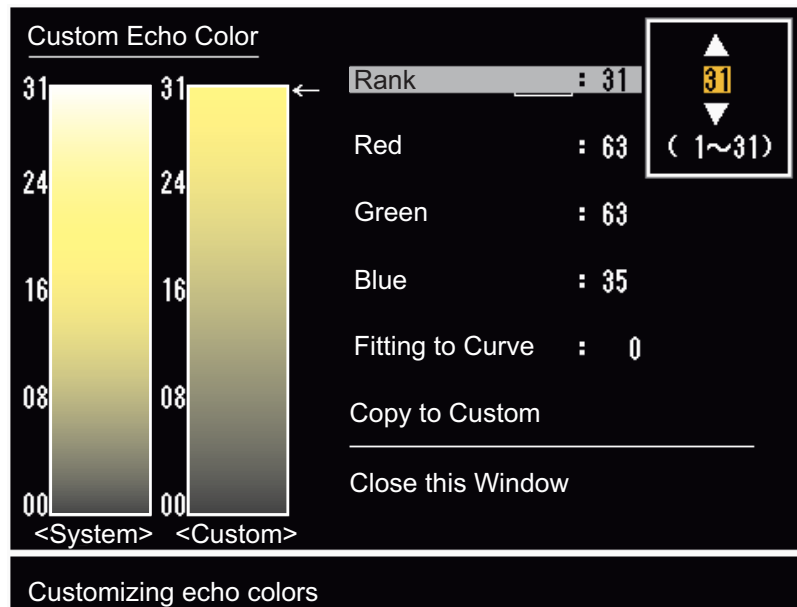 Custom Echo Color
31
24
16
08
00
<System>
31
24
16
08
00
<Custom>
←
Rank : 31
Red : 63
Green : 63
Blue : 35
Fitting to Curve : 0
Copy to Custom
Close this Window
▲
31
▼
( 1~31)
Customizing echo colors